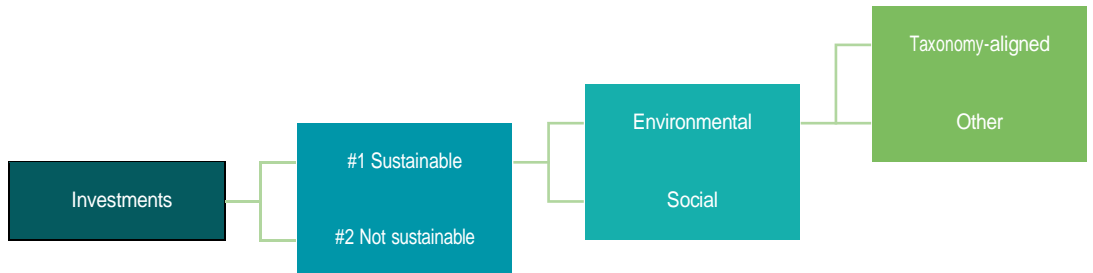 Investments
#1 Sustainable
#2 Not sustainable
Environmental
Social
Taxonomy-aligned
Other